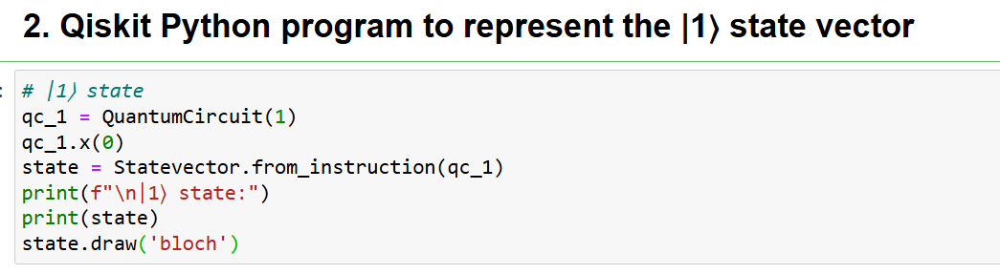 2. Qiskit Python program to represent the |1⟩ state vector
:
# |1⟩ state
qc_1 = QuantumCircuit(1)
qc_1.x(0)
state = Statevector.from_instruction(qc_1)
print(f"\n|1⟩ state:")
print(state)
state.draw('bloch')